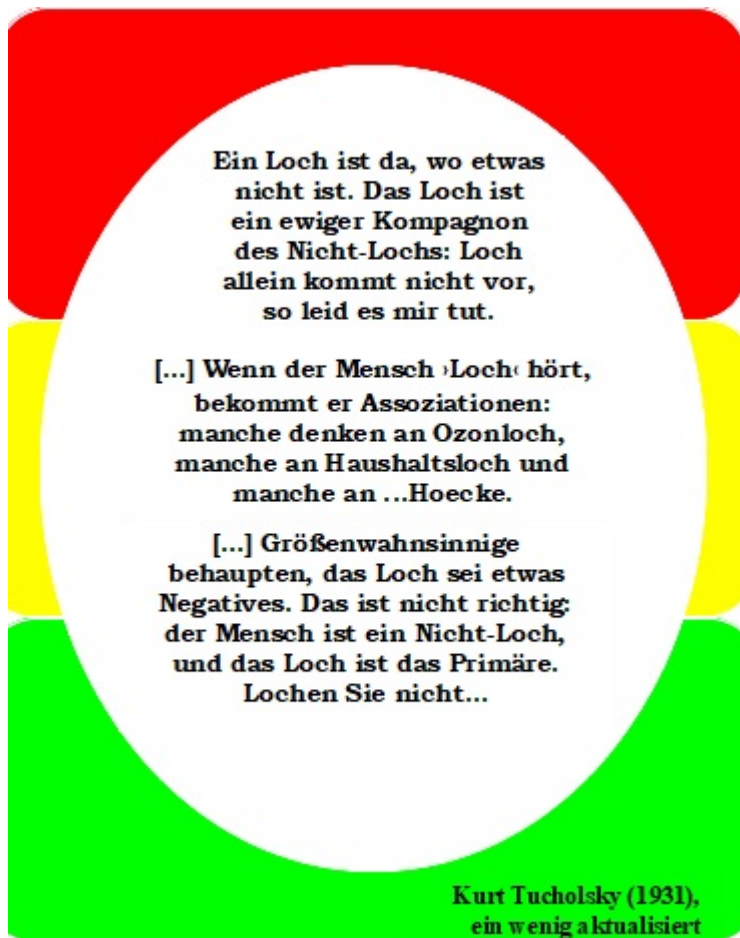 Ein Loch ist da, wo etwas
nicht ist. Das Loch ist
ein ewiger Kompagnon
des Nicht-Lochs: Loch
allein kommt nicht vor,
so leid es mir tut.
[...] Wenn der Mensch ›Loch‹ hört,
bekommt er Assoziationen:
manche denken an Ozonloch,
manche an Haushaltsloch und
manche an ...Hoecke.
[...] Größenwahnsinnige
behaupten, das Loch sei etwas
Negatives. Das ist nicht richtig:
der Mensch ist ein Nicht-Loch,
und das Loch ist das Primäre.
Lochen Sie nicht...
Kurt Tucholsky (1931),
ein wenig aktualisiert